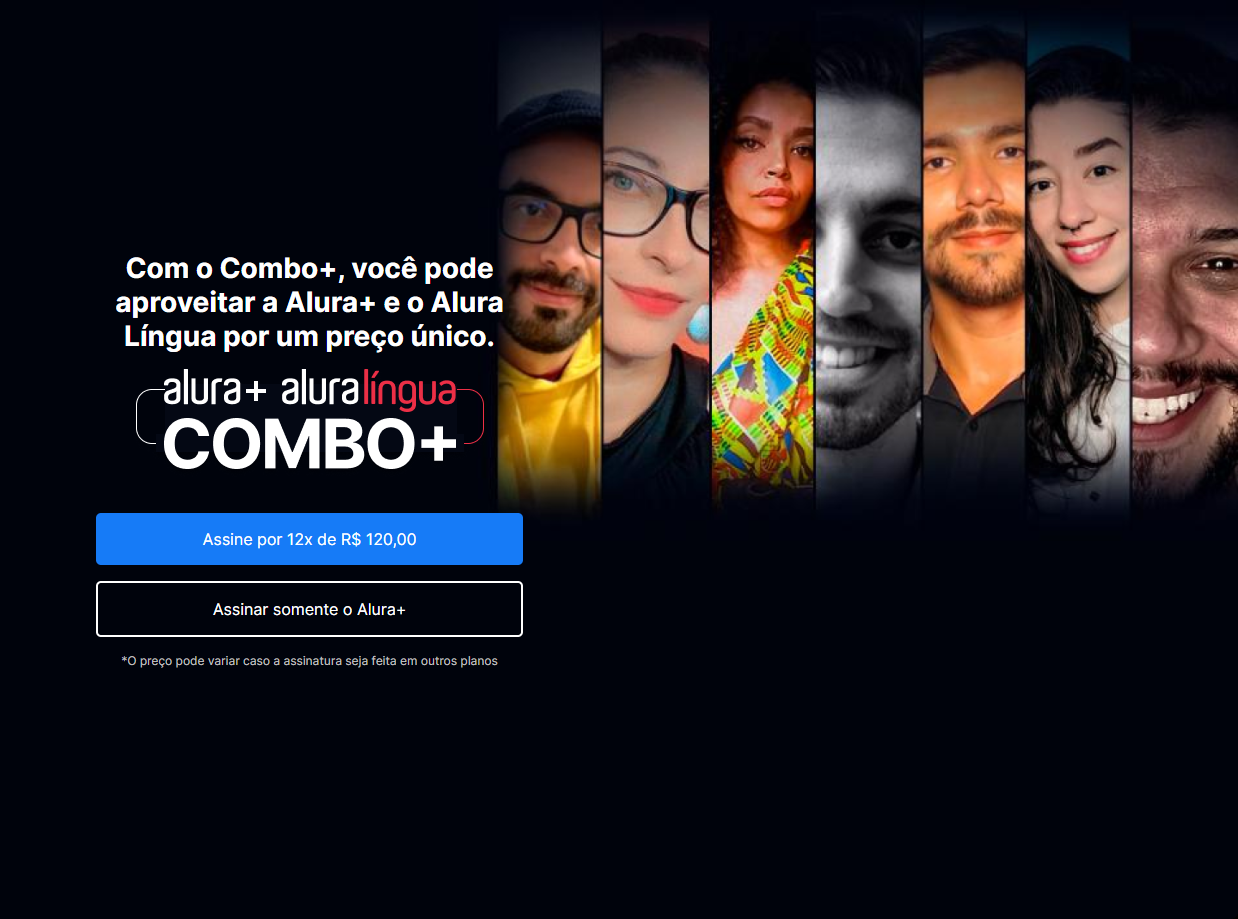 Com o Combo+, você pode
aproveitar a Alura+ e o Alura
Língua por um preço único.
alura+ aluralíngua
COMBO+
Assine por 12x de R$ 120,00
Assinar somente o Alura+
*O preço pode variar caso a assinatura seja feita em outros planos